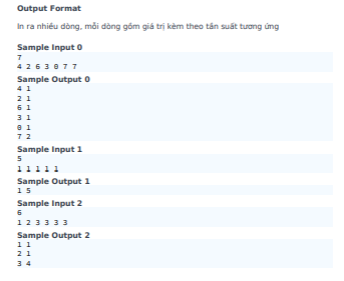 Output Format
In ra nhiều dòng, mỗi dòng gồm giá trị kèm theo tần suất tương ứng
Sample Input 0
7
4 2 6 3 0 7 7
Sample Output 0
4 1
2 1
6 1
3 1
0 1
7 2
Sample Input 1
5
1 1 1 1 1
Sample Output 1
1 5
Sample Input 2
6
1 2 3 3 3 3
Sample Output 2
1 1
2 1
3 4